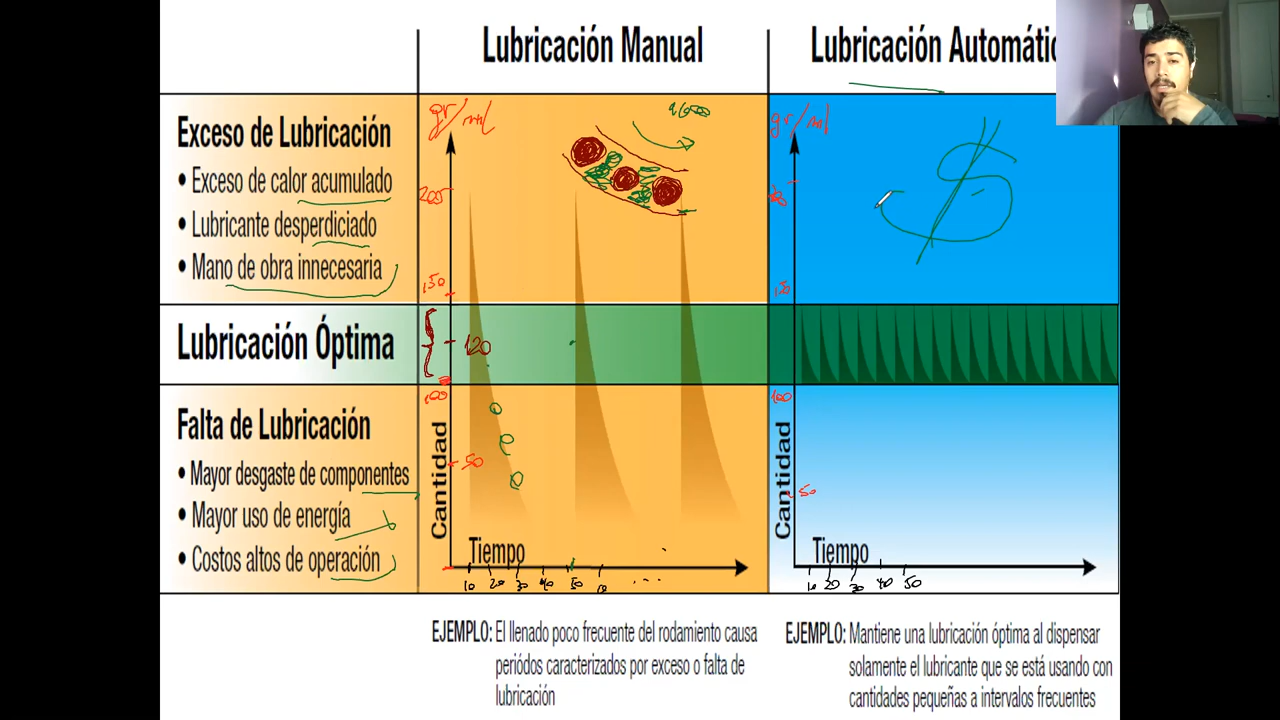 Lubricación Manual
Lubricación Automátic
Exceso de Lubricación
• Exceso de calor acumulado
• Lubricante desperdiciado
• Mano de obra innecesaria
gr/ml
200
150
gr/ml
$
Lubricación Óptima
120
Falta de Lubricación
• Mayor desgaste de componentes
• Mayor uso de energía
• Costos altos de operación
100
50
Cantidad
Tiempo
10 20 30 40 50
100
50
Cantidad
Tiempo
10 20 30 40 50
EJEMPLO: El llenado poco frecuente del rodamiento causa
periódos caracterizados por exceso o falta de
lubricación
EJEMPLO: Mantiene una lubricación óptima al dispensar
solamente el lubricante que se está usando con
cantidades pequeñas a intervalos frecuentes